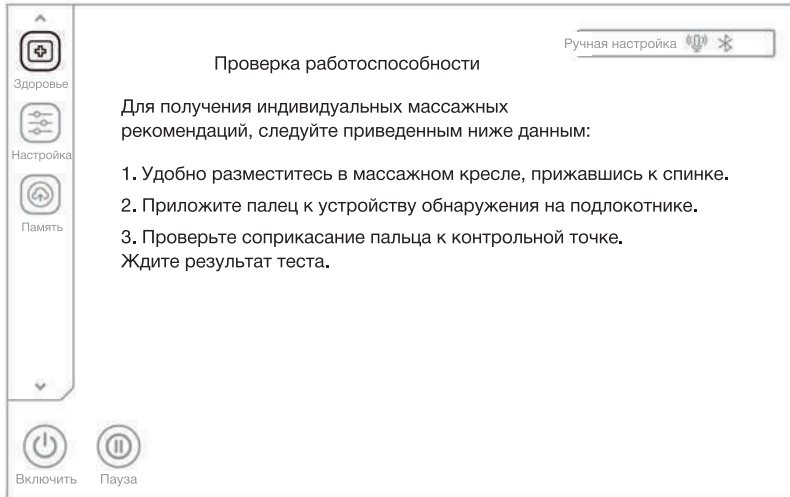 Ручная настройка
Здоровье
Проверка работоспособности
Для получения индивидуальных массажных
рекомендаций, следуйте приведенным ниже данным:
1. Удобно разместитесь в массажном кресле, прижавшись к спинке.
2. Приложите палец к устройству обнаружения на подлокотнике.
3. Проверьте соприкасание пальца к контрольной точке.
Ждите результат теста.
Настройка
Память
Включить
Пауза